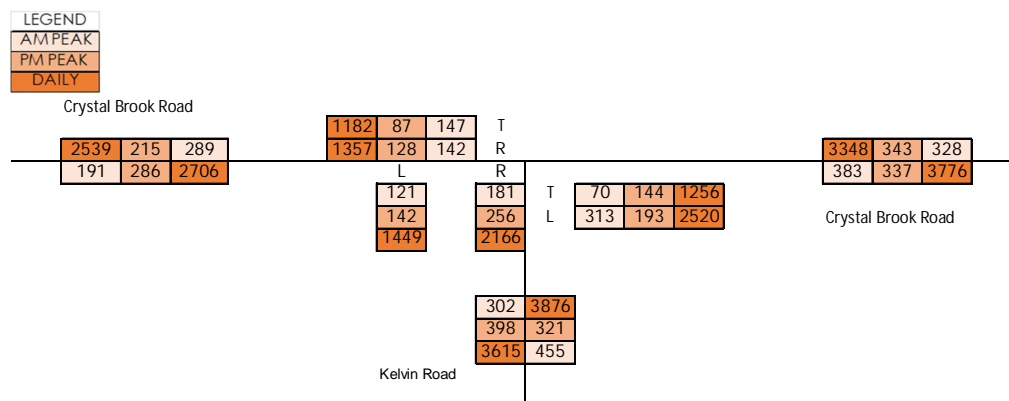 LEGEND
AM PEAK
PM PEAK
DAILY
Crystal Brook Road
1182 87 147 T
2539 215 289 1357 128 142 R 3348 343 328
191 286 2706 L R 383 337 3776
121 181 T 70 144 1256
142 256 L 313 193 2520 Crystal Brook Road
1449 2166
302 3876
398 321
3615 455
Kelvin Road